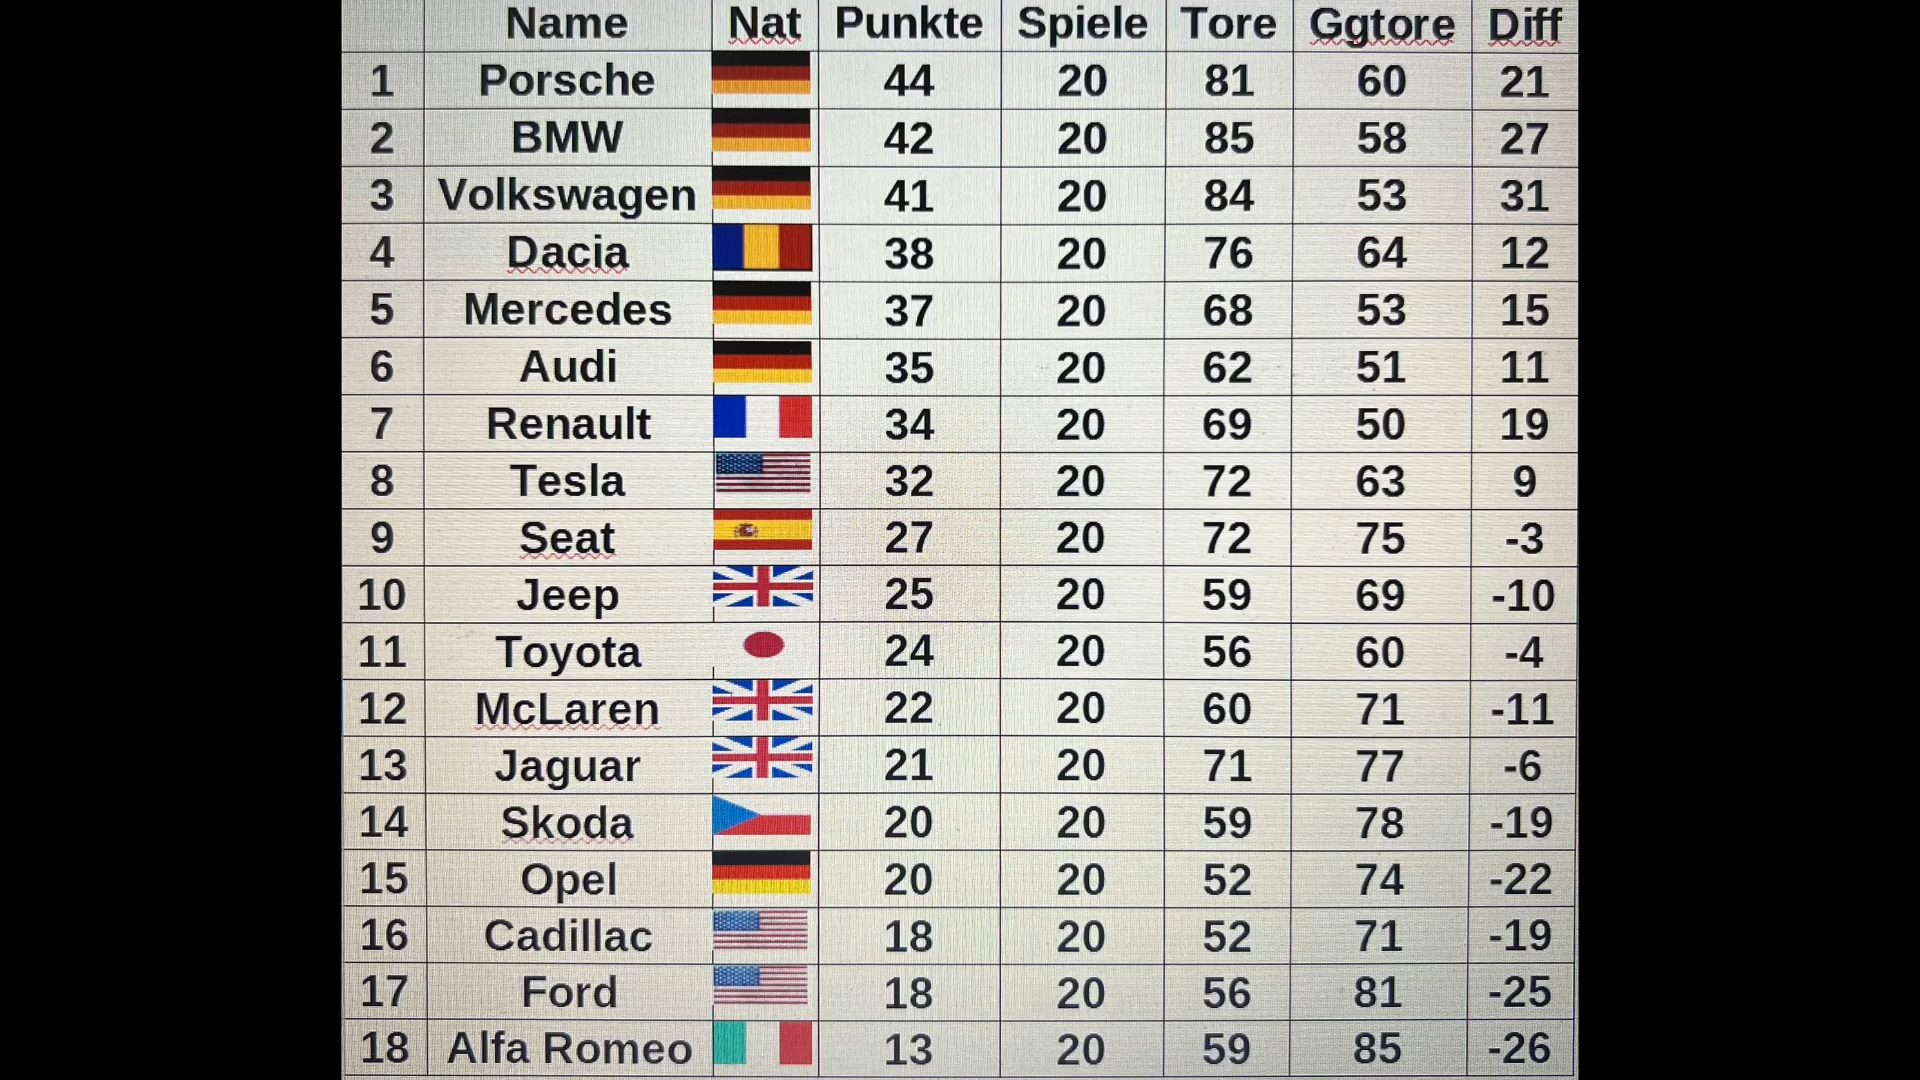 Name Nat Punkte Spiele Tore Ggtore Diff
1 Porsche 44 20 81 60 21
2 BMW 42 20 85 58 27
3 Volkswagen 41 20 84 53 31
4 Dacia 38 20 76 64 12
5 Mercedes 37 20 68 53 15
6 Audi 35 20 62 51 11
7 Renault 34 20 69 50 19
8 Tesla 32 20 72 63 9
9 Seat 27 20 72 75 -3
10 Jeep 25 20 59 69 -10
11 Toyota 24 20 56 60 -4
12 McLaren 22 20 60 71 -11
13 Jaguar 21 20 71 77 -6
14 Skoda 20 20 59 78 -19
15 Opel 20 20 52 74 -22
16 Cadillac 18 20 52 71 -19
17 Ford 18 20 56 81 -25
18 Alfa Romeo 13 20 59 85 -26